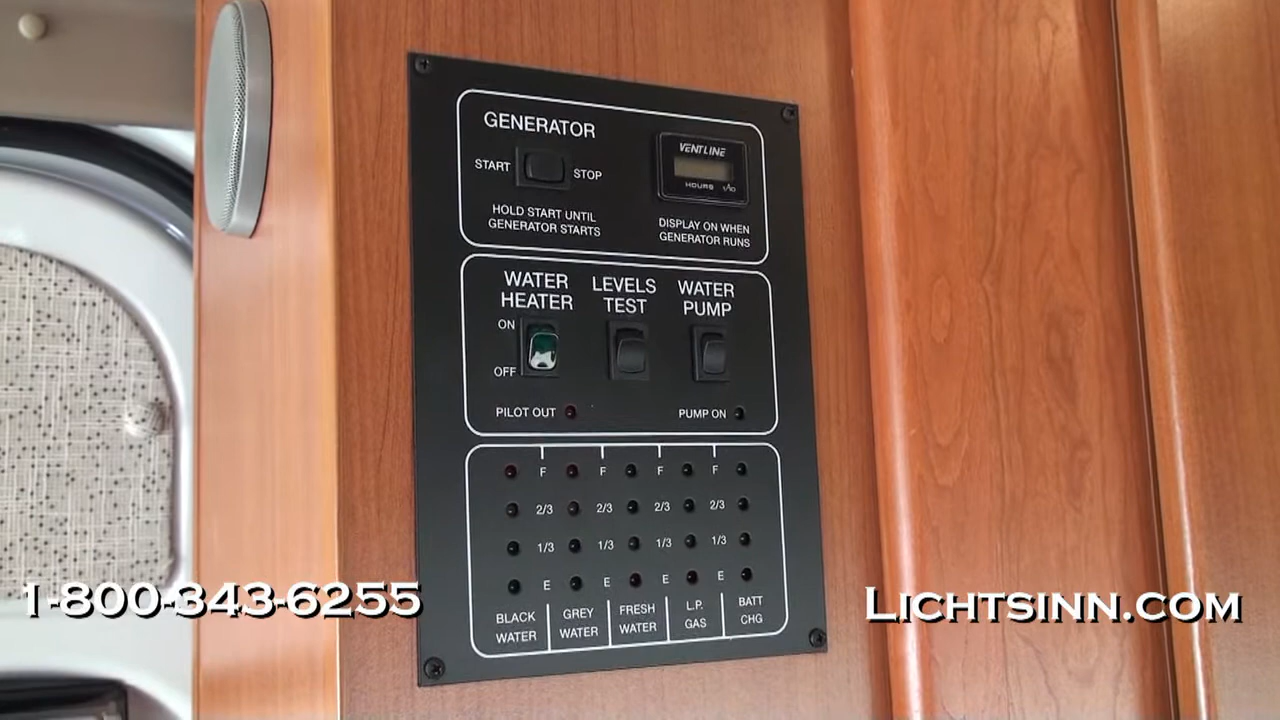 GENERATOR
START
STOP
HOLD START UNTIL
GENERATOR STARTS
VENTLINE
HOURS 1/10
DISPLAY ON WHEN
GENERATOR RUNS
WATER
HEATER
LEVELS
TEST
WATER
PUMP
ON
OFF
PILOT OUT
PUMP ON
F F F F
2/3 2/3 2/3 2/3
1/3 1/3 1/3 1/3
E E E E
BLACK
WATER
GREY
WATER
FRESH
WATER
L.P.
GAS
BATT
CHG
1-800-343-6255
LICHTSINN.COM